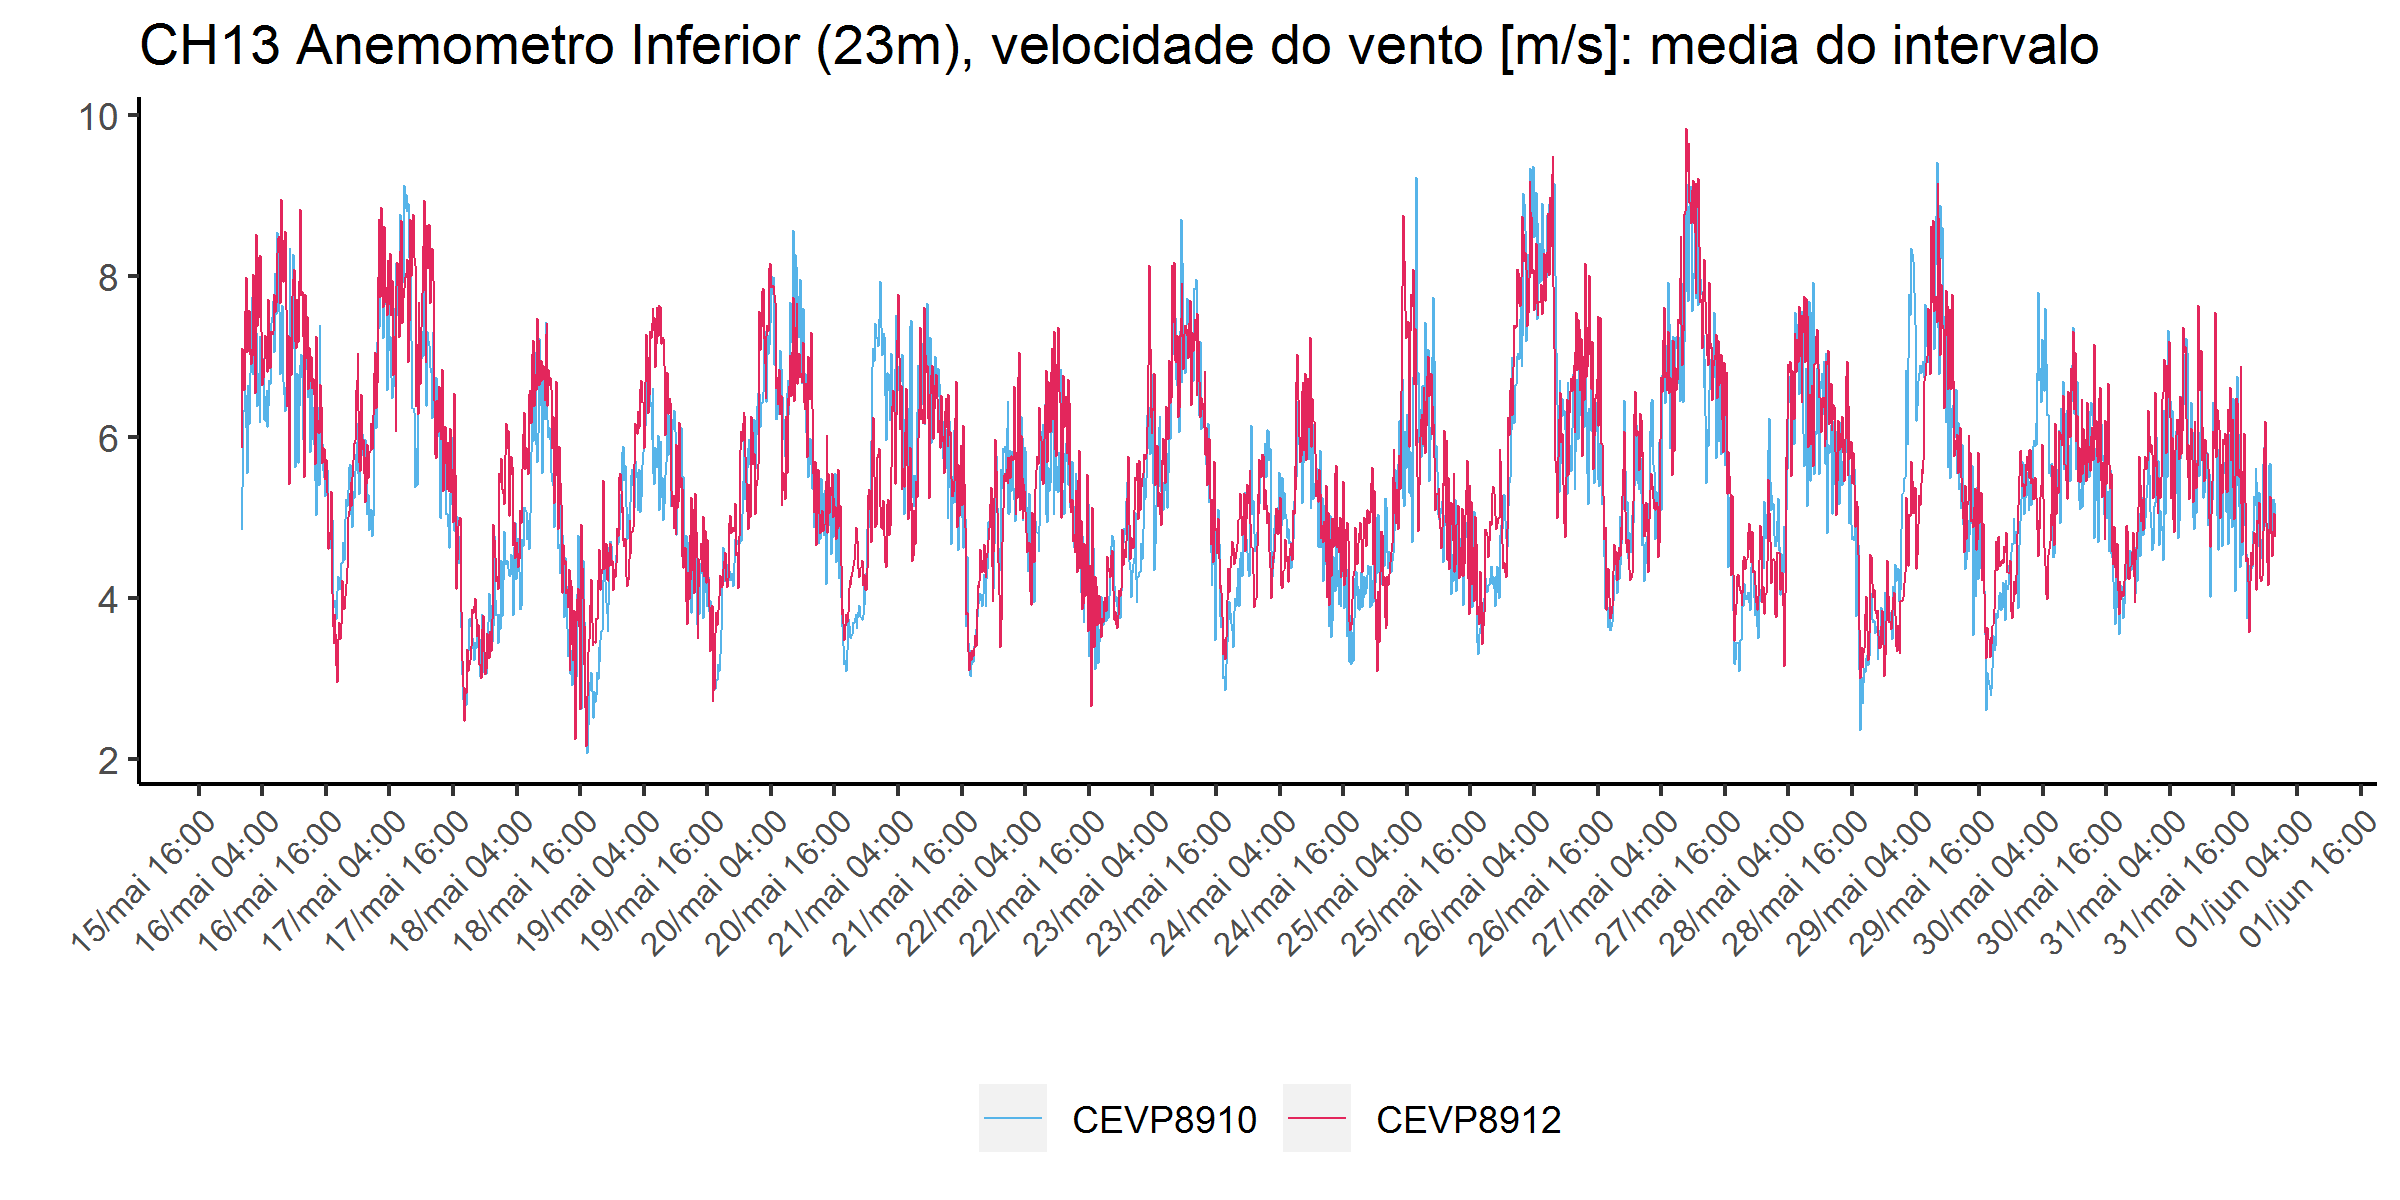 CH13 Anemometro Inferior (23m), velocidade do vento [m/s]: media do intervalo
10
8
6
4
2
15/mai 16:00
16/mai 04:00
16/mai 16:00
17/mai 04:00
17/mai 16:00
18/mai 04:00
18/mai 16:00
19/mai 04:00
19/mai 16:00
20/mai 04:00
20/mai 16:00
21/mai 04:00
21/mai 16:00
22/mai 04:00
22/mai 16:00
23/mai 04:00
23/mai 16:00
24/mai 04:00
24/mai 16:00
25/mai 04:00
25/mai 16:00
26/mai 04:00
26/mai 16:00
27/mai 04:00
27/mai 16:00
28/mai 04:00
28/mai 16:00
29/mai 04:00
29/mai 16:00
30/mai 04:00
30/mai 16:00
31/mai 04:00
31/mai 16:00
01/jun 04:00
01/jun 16:00
CEVP8910
CEVP8912